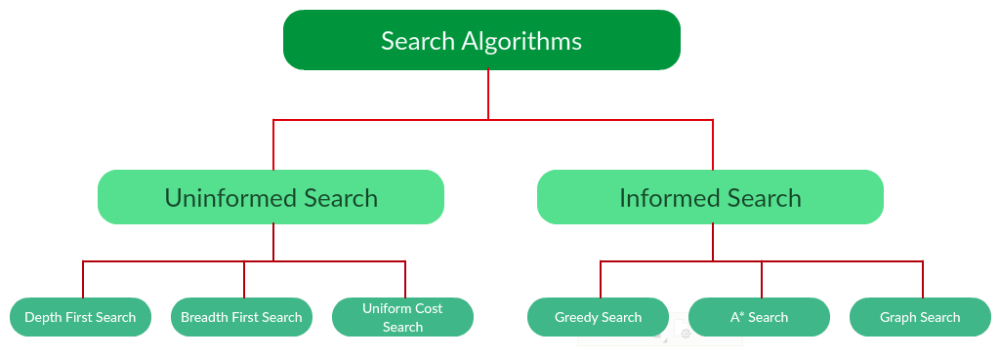 Search Algorithms
Uninformed Search
Informed Search
Depth First Search
Breadth First Search
Uniform Cost
Search
Greedy Search
A* Search
Graph Search